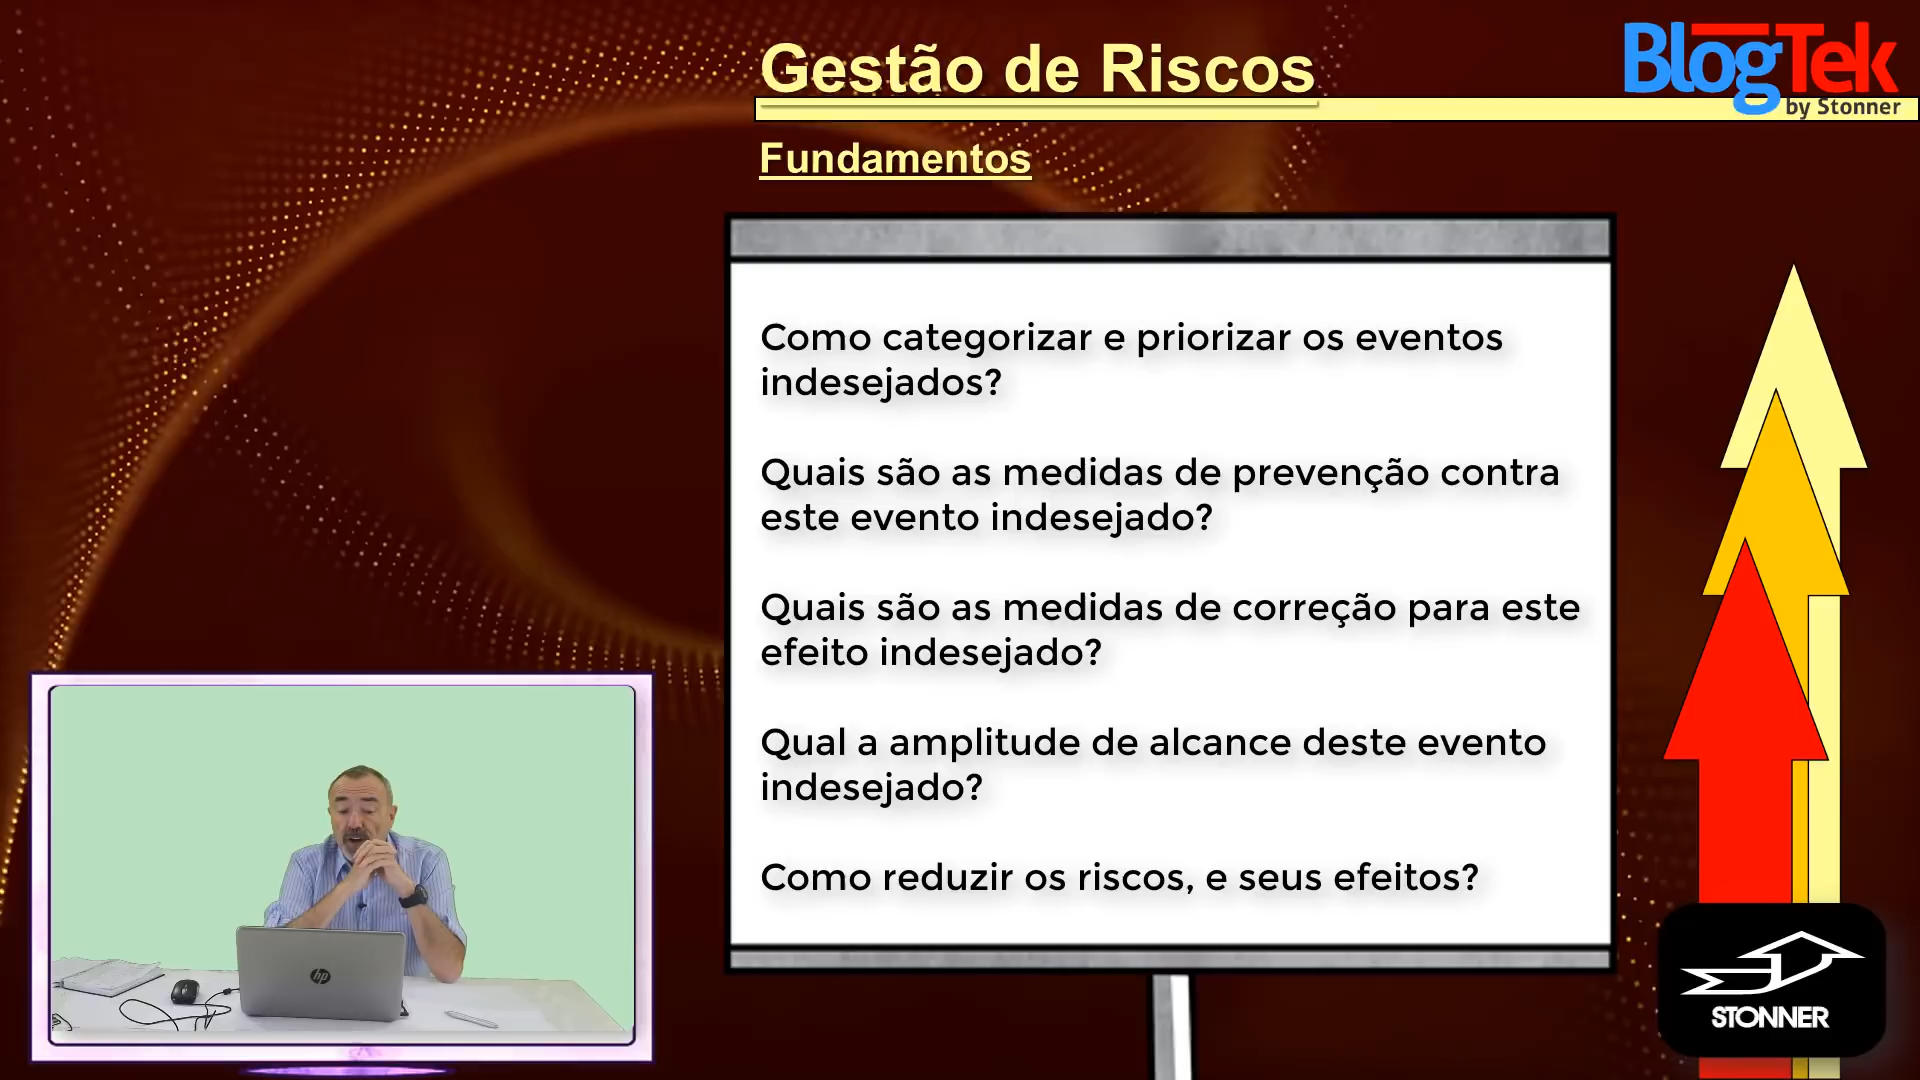 Gestão de Riscos
BlogTek
by Stonner
Fundamentos
Como categorizar e priorizar os eventos
indesejados?
Quais são as medidas de prevenção contra
este evento indesejado?
Quais são as medidas de correção para este
efeito indesejado?
Qual a amplitude de alcance deste evento
indesejado?
Como reduzir os riscos, e seus efeitos?
hp
STONNER